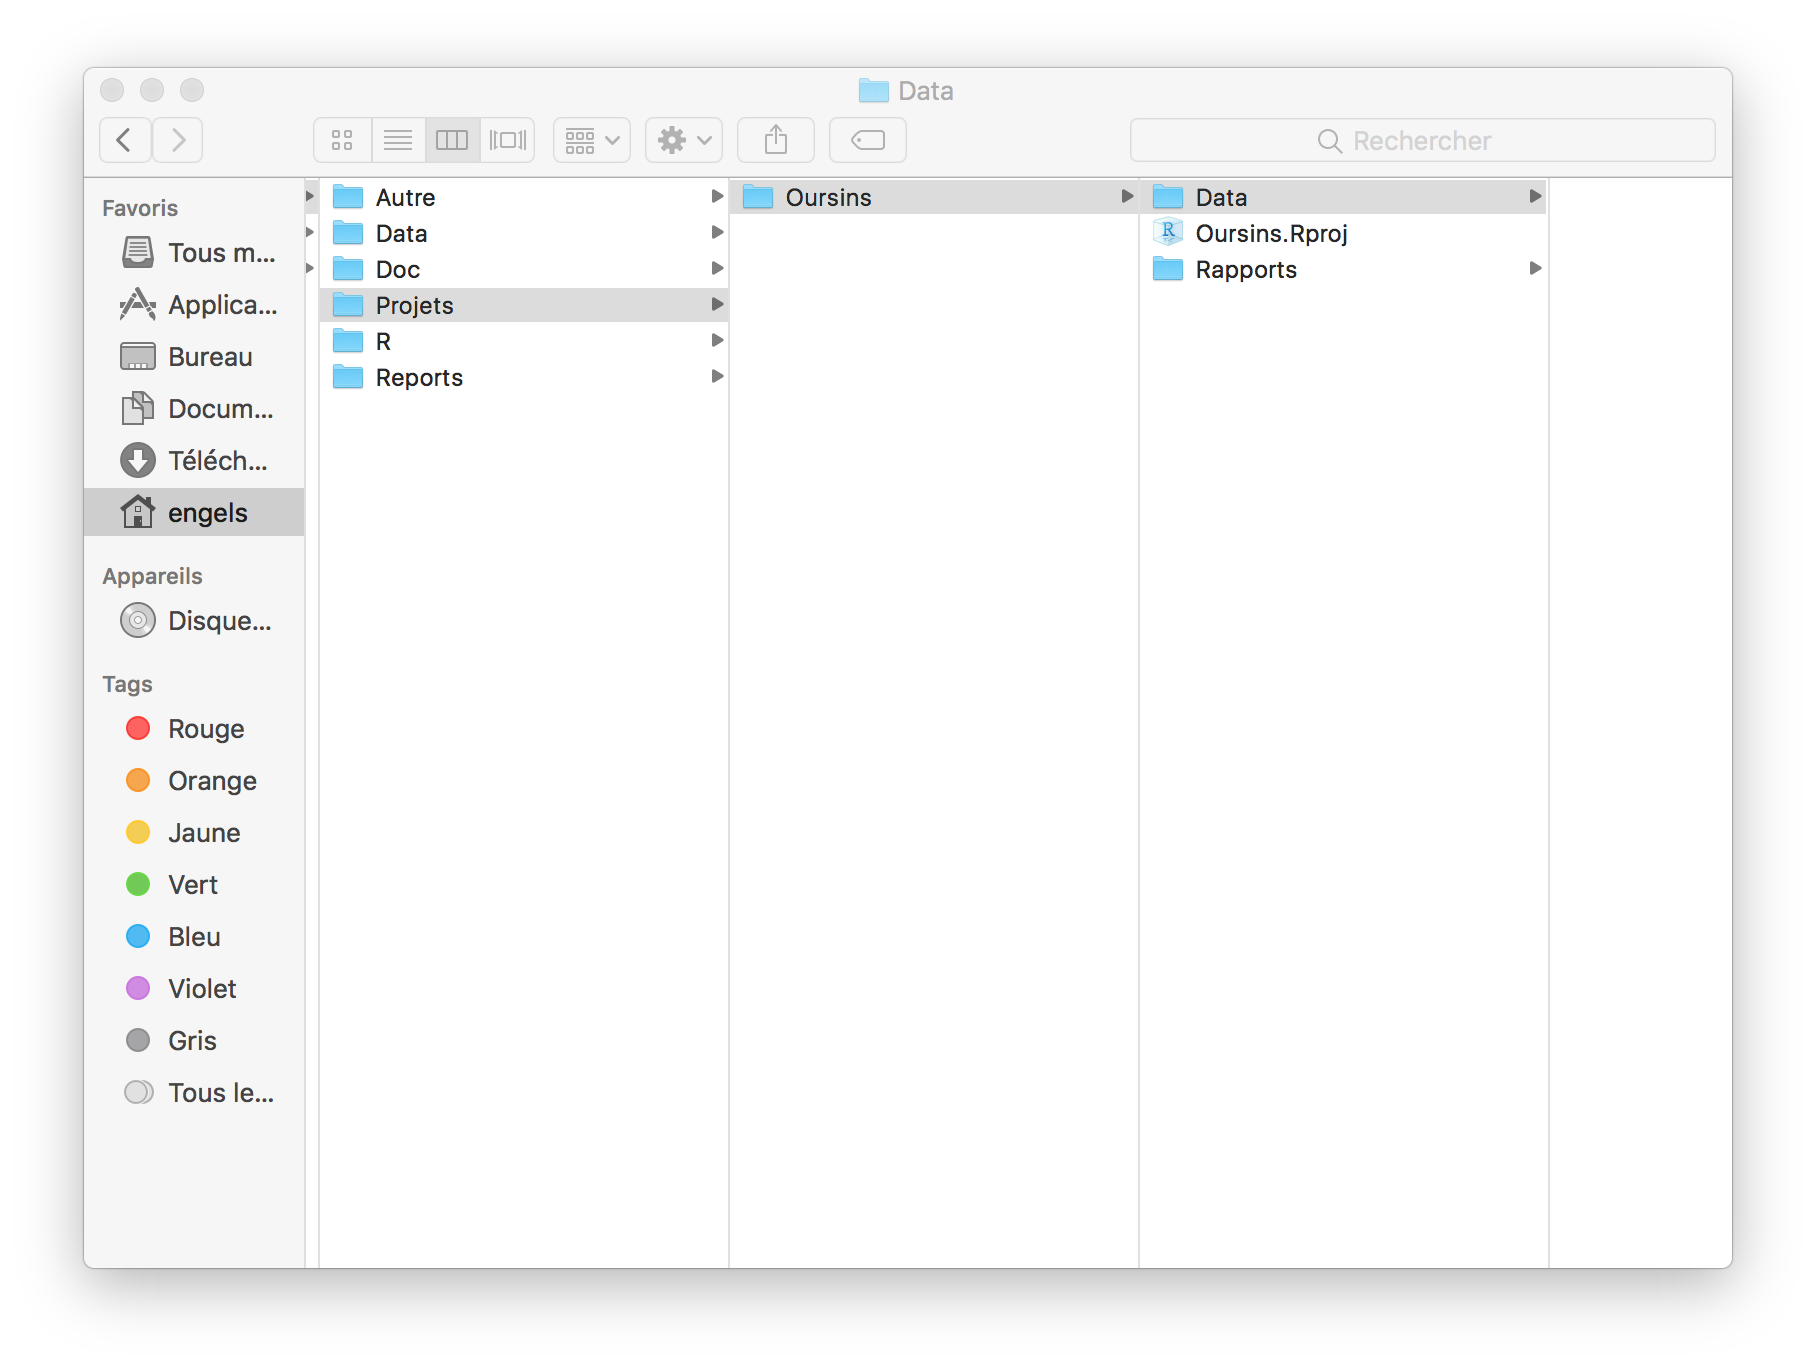 Data
Rechercher
Favoris
Tous m...
Applica...
Bureau
Docum...
Téléch...
engels
Appareils
Disque...
Tags
Rouge
Orange
Jaune
Vert
Bleu
Violet
Gris
Tous le...
Autre
Data
Doc
Projets
R
Reports
Oursins
Data
R
Oursins.Rproj
Rapports